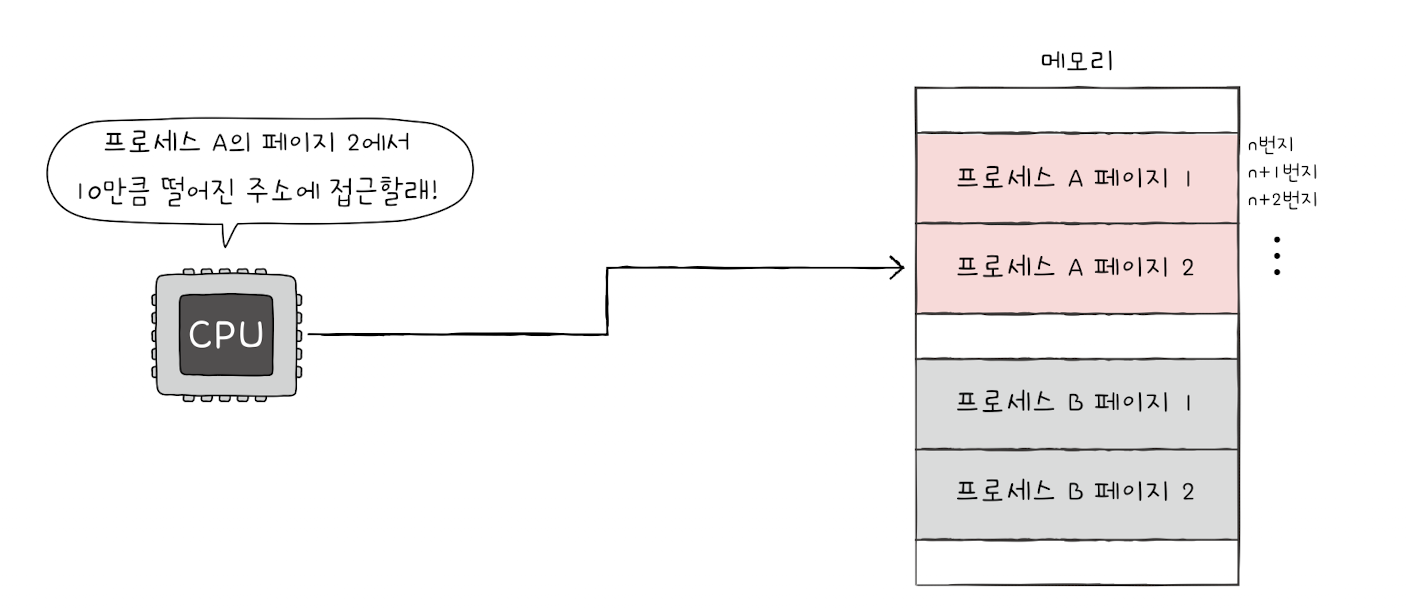 메모리
프로세스 A의 페이지 2에서
10만큼 떨어진 주소에 접근할래!
CPU
프로세스 A 페이지 1
n번지
n+1번지
n+2번지
프로세스 A 페이지 2
프로세스 B 페이지 1
프로세스 B 페이지 2